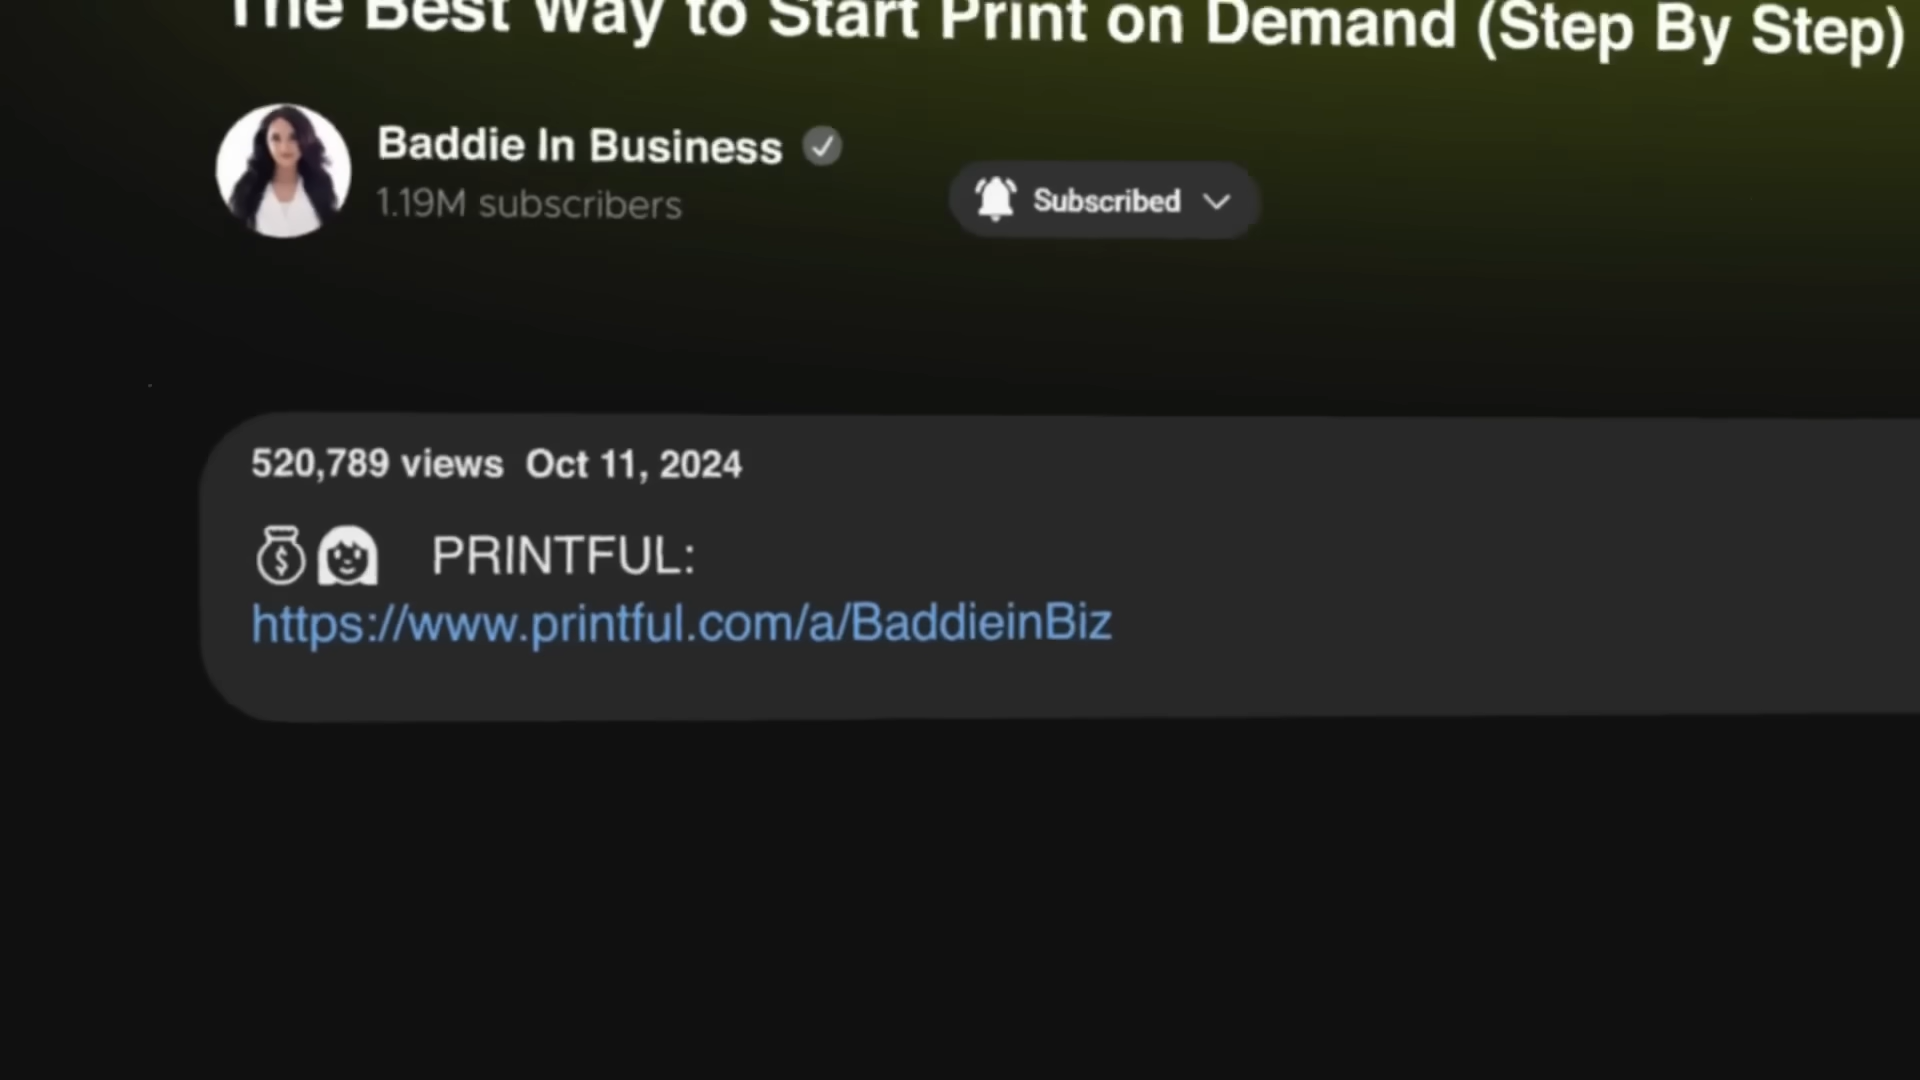 The Best Way to Start Print on Demand (Step By Step)
Baddie In Business
1.19M subscribers
Subscribed
520,789 views Oct 11, 2024
PRINTFUL:
https://www.printful.com/a/BaddieinBiz